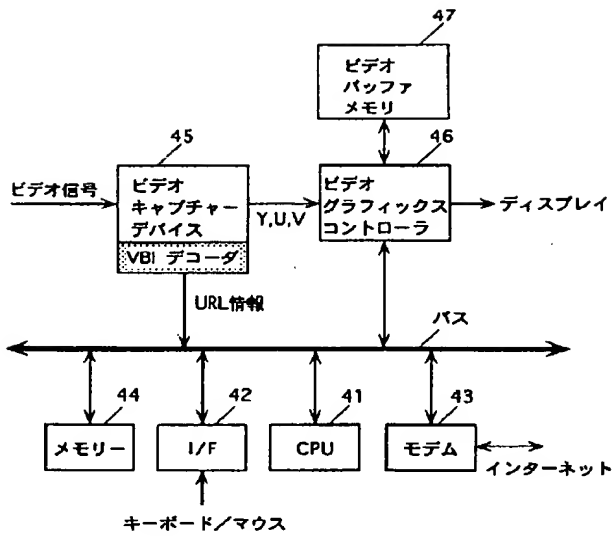 47
ビデオ
バッファ
メモリ
45
46
ビデオ信号
ビデオ
キャプチャー
デバイス
VBI デコーダ
Y,U,V
ビデオ
グラフィックス
コントローラ
ディスプレイ
URL情報
バス
44
42
41
43
メモリー
I/F
CPU
モデム
インターネット
キーボード/マウス